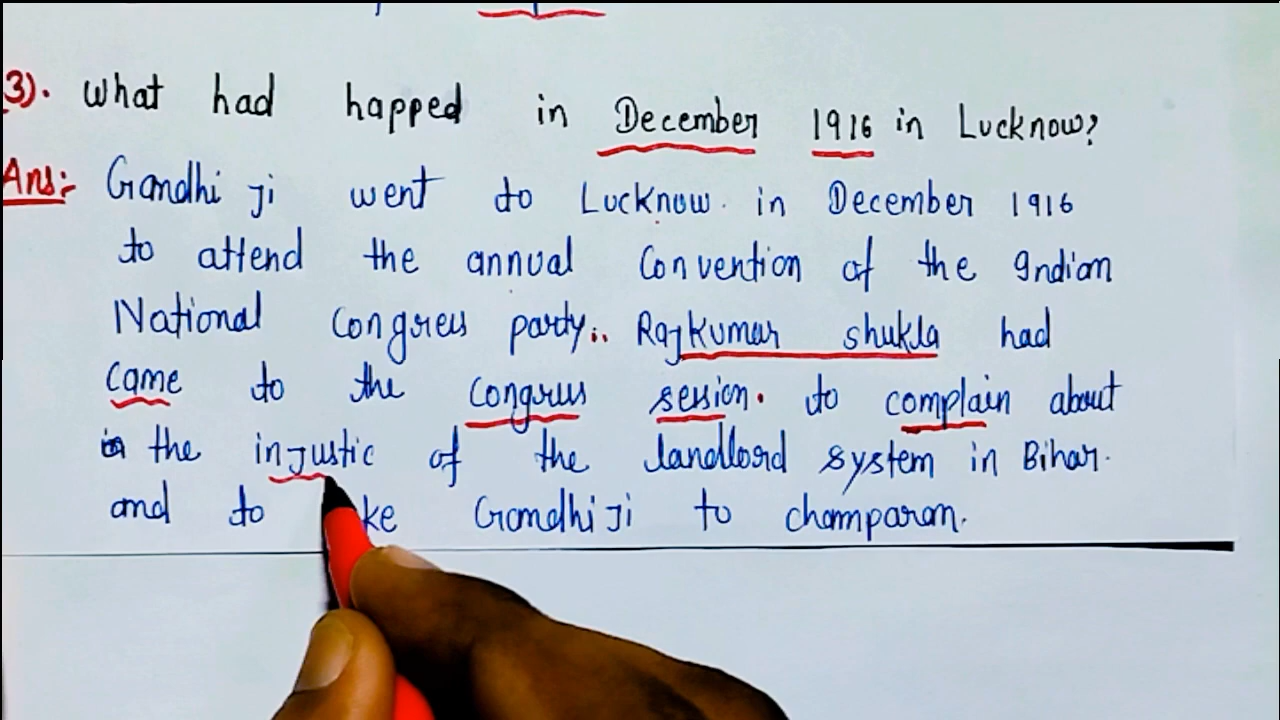 3). What had happed in December 1916 in Lucknow?
Ans:- Gandhi ji went to Lucknow. in December 1916
to attend the annual Convention of the Indian
National Congress party.. Rajkumar shukla had
came to the congress session. to complain about
the injustic of the landlord system in Bihar.
and to ke Gandhi Ji to champaran.